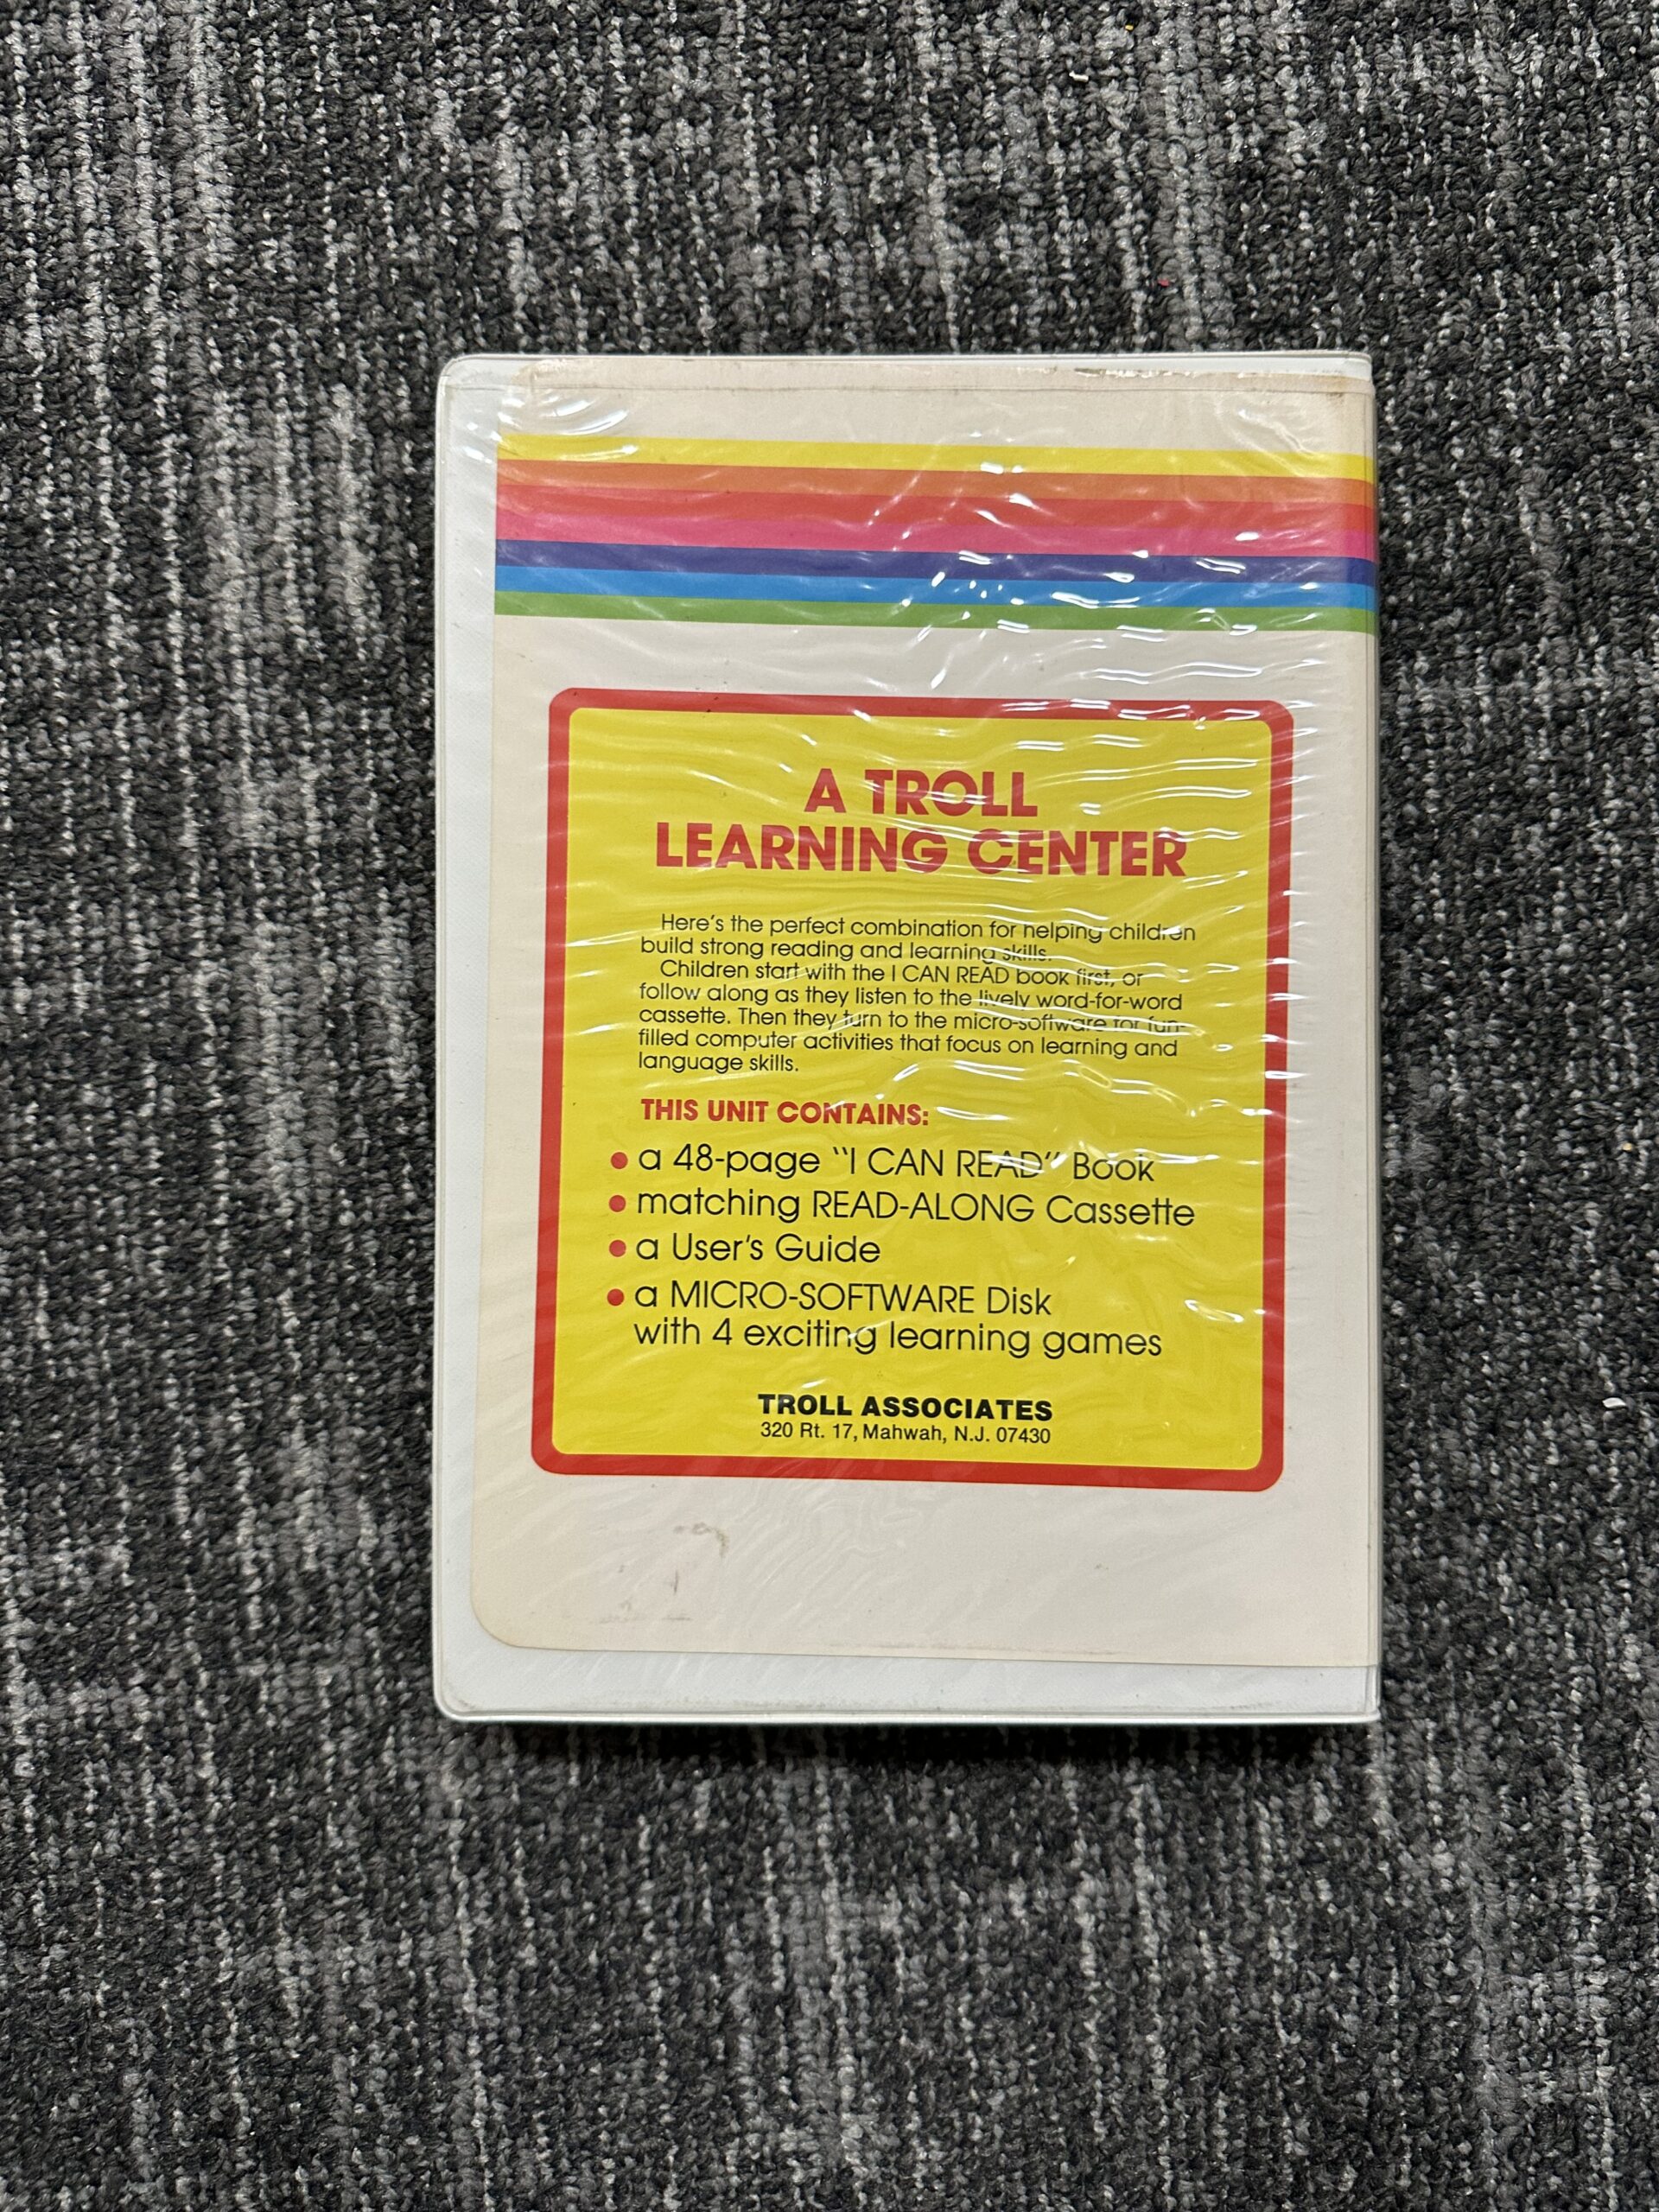 A TROLL
LEARNING CENTER
Here's the perfect combination for helping children
build strong reading and learning skills.
Children start with the I CAN READ book first, or
follow along as they listen to the lively word-for-word
cassette. Then they turn to the micro-software for fun-
filled computer activities that focus on learning and
language skills.
THIS UNIT CONTAINS:
• a 48-page "I CAN READ" Book
• matching READ-ALONG Cassette
• a User's Guide
• a MICRO-SOFTWARE Disk
with 4 exciting learning games
TROLL ASSOCIATES
320 Rt. 17, Mahwah, N.J. 07430